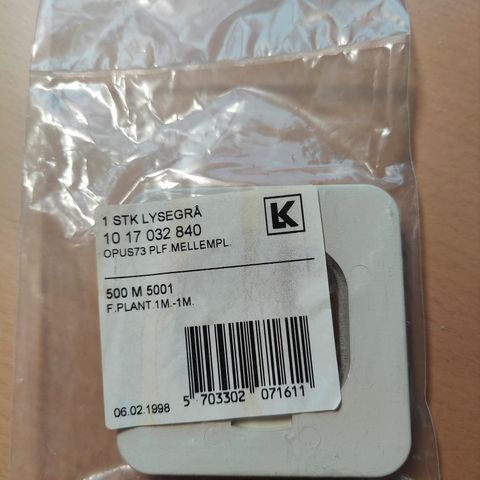 1 STK LYSEGRÅ
10 17 032 840
OPUS73 PLF.MELLEMPL.
LK
500 M 5001
F.PLANT.1M.-1M.
5 703302 071611
06.02.1998